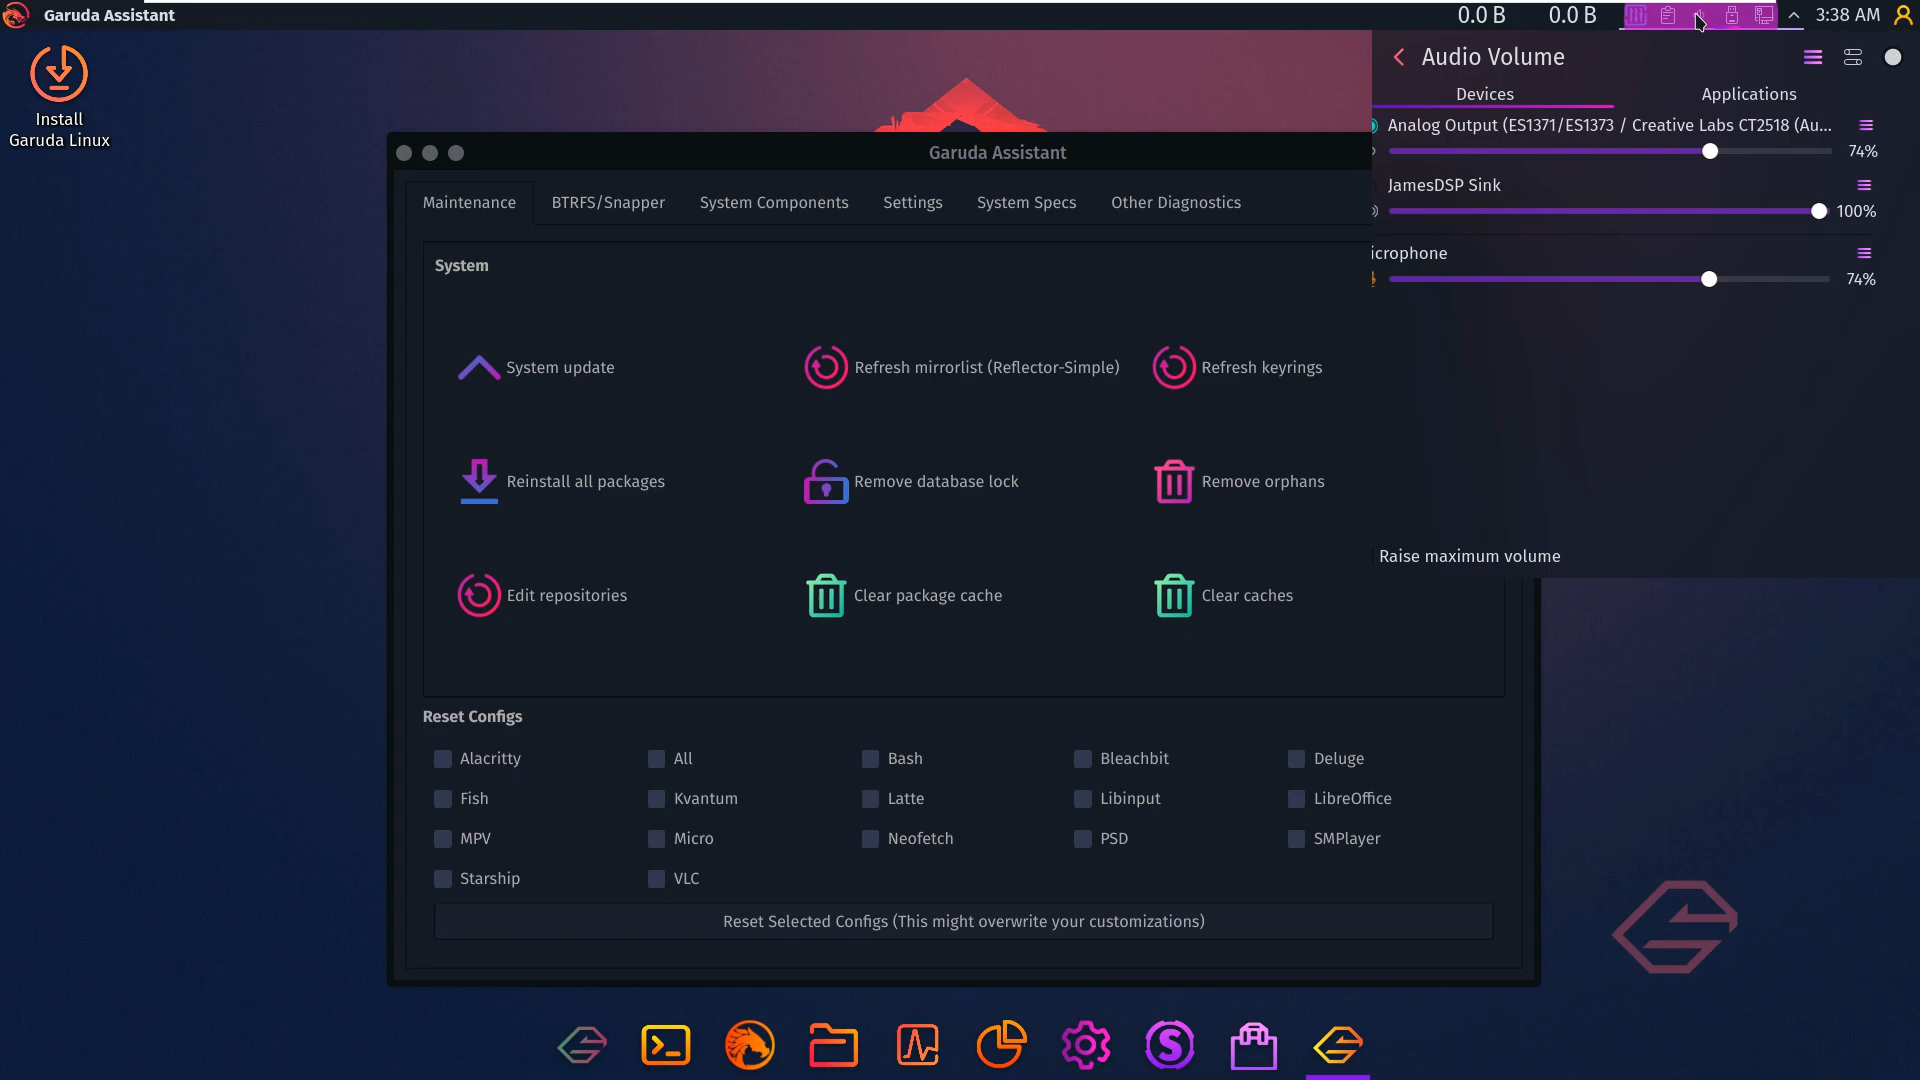 Garuda Assistant
0.0 B 0.0 B 3:38 AM
Install
Garuda Linux
Audio Volume
Devices Applications
Analog Output (ES1371/ES1373 / Creative Labs CT2518 (Au...
74%
JamesDSP Sink
100%
icrophone
74%
Raise maximum volume
Garuda Assistant
Maintenance BTRFS/Snapper System Components Settings System Specs Other Diagnostics
System
System update Refresh mirrorlist (Reflector-Simple) Refresh keyrings
Reinstall all packages Remove database lock Remove orphans
Edit repositories Clear package cache Clear caches
Reset Configs
Alacritty All Bash Bleachbit Deluge
Fish Kvantum Latte Libinput LibreOffice
MPV Micro Neofetch PSD SMPlayer
Starship VLC
Reset Selected Configs (This might overwrite your customizations)